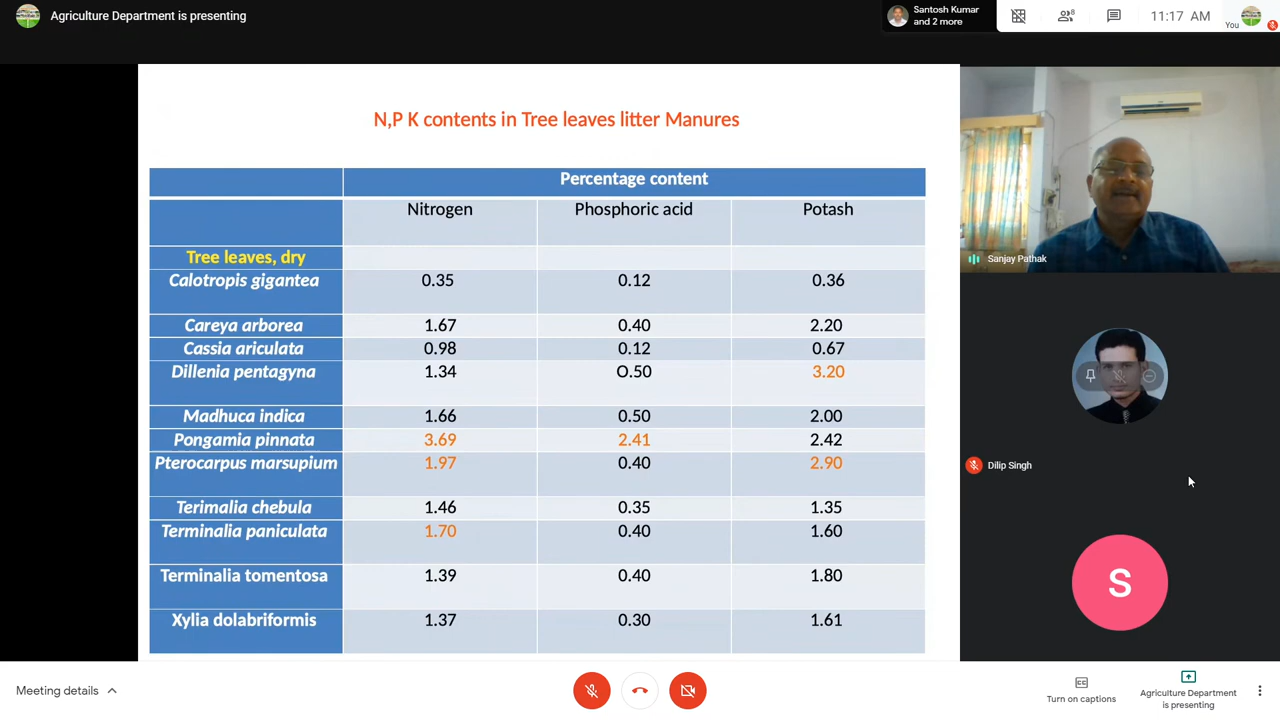 Agriculture Department is presenting
Santosh Kumar
and 2 more
8
11:17 AM
You
N,P K contents in Tree leaves litter Manures
Percentage content
Nitrogen Phosphoric acid Potash
Tree leaves, dry
Calotropis gigantea 0.35 0.12 0.36
Careya arborea 1.67 0.40 2.20
Cassia ariculata 0.98 0.12 0.67
Dillenia pentagyna 1.34 O.50 3.20
Madhuca indica 1.66 0.50 2.00
Pongamia pinnata 3.69 2.41 2.42
Pterocarpus marsupium 1.97 0.40 2.90
Terimalia chebula 1.46 0.35 1.35
Terminalia paniculata 1.70 0.40 1.60
Terminalia tomentosa 1.39 0.40 1.80
Xylia dolabriformis 1.37 0.30 1.61
Sanjay Pathak
Dilip Singh
S
Meeting details
CC
Turn on captions
Agriculture Department
is presenting